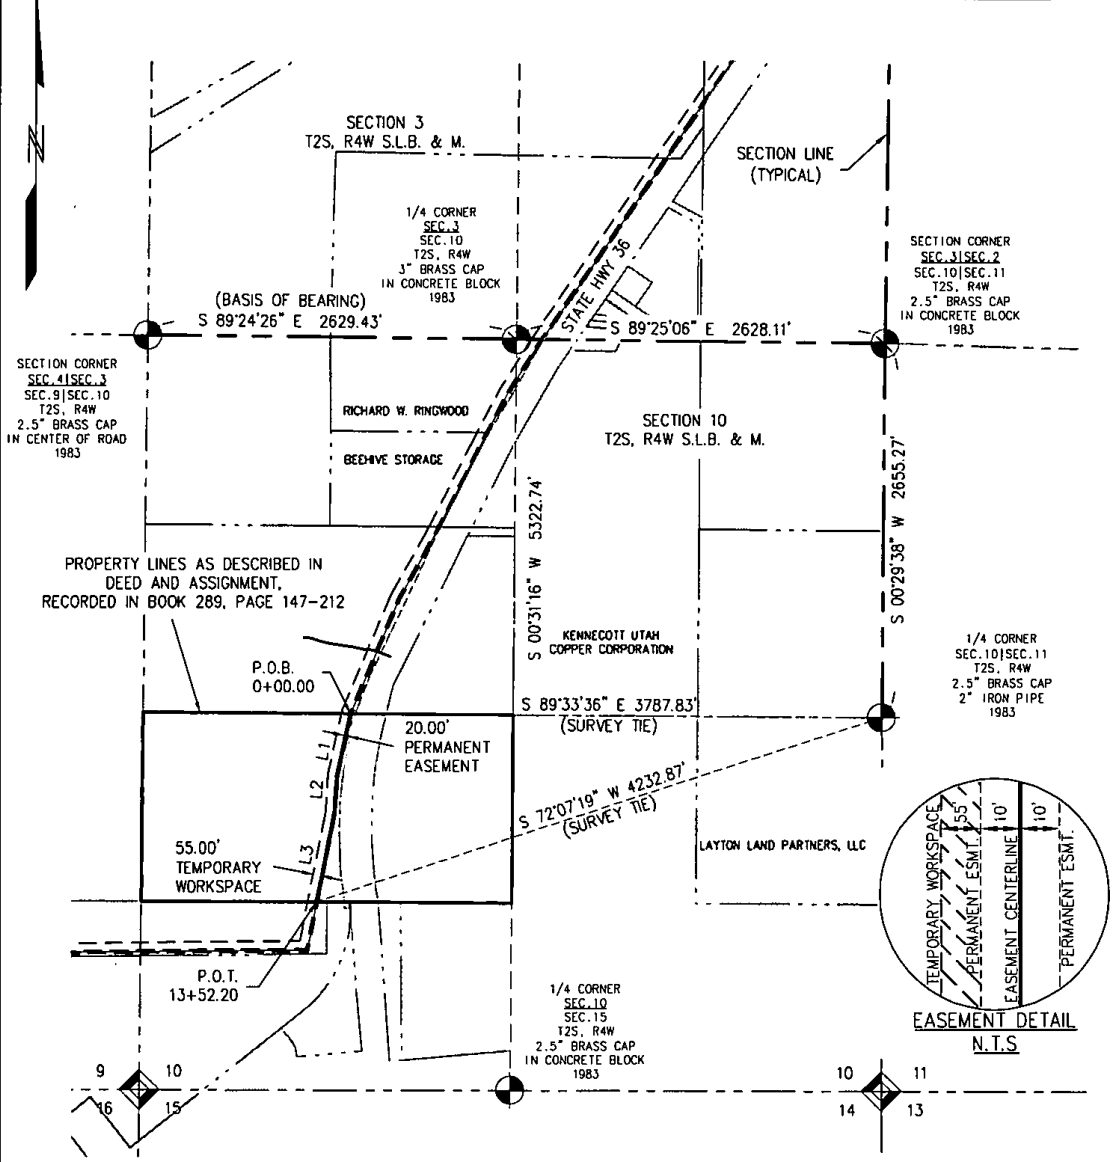 N
SECTION 3
T2S, R4W S.L.B. & M.
SECTION LINE
(TYPICAL)
1/4 CORNER
SEC.3
SEC.10
T2S, R4W
3" BRASS CAP
IN CONCRETE BLOCK
1983
STATE HWY 36
SECTION CORNER
SEC.3|SEC.2
SEC.10|SEC.11
T2S, R4W
2.5" BRASS CAP
IN CONCRETE BLOCK
1983
(BASIS OF BEARING)
S 89°24'26" E 2629.43'
S 89°25'06" E 2628.11'
SECTION CORNER
SEC.4|SEC.3
SEC.9|SEC.10
T2S, R4W
2.5" BRASS CAP
IN CENTER OF ROAD
1983
RICHARD W. RINGWOOD
BEEHIVE STORAGE
SECTION 10
T2S, R4W S.L.B. & M.
S 00°31'16" W 5322.74'
S 00°29'38" W 2655.27'
PROPERTY LINES AS DESCRIBED IN
DEED AND ASSIGNMENT,
RECORDED IN BOOK 289, PAGE 147-212
KENNECOTT UTAH
COPPER CORPORATION
1/4 CORNER
SEC.10|SEC.11
T2S, R4W
2.5" BRASS CAP
2" IRON PIPE
1983
P.O.B.
0+00.00
S 89°33'36" E 3787.83'
(SURVEY TIE)
20.00'
PERMANENT
EASEMENT
L1
L2
L3
S 72°07'19" W 4232.87'
(SURVEY TIE)
55.00'
TEMPORARY
WORKSPACE
LAYTON LAND PARTNERS, LLC
55'
10'
10'
TEMPORARY WORKSPACE
PERMANENT ESMT.
EASEMENT CENTERLINE
PERMANENT ESMT.
EASEMENT DETAIL
N.T.S
P.O.T.
13+52.20
1/4 CORNER
SEC.10
SEC.15
T2S, R4W
2.5" BRASS CAP
IN CONCRETE BLOCK
1983
9 10
16 15
10 11
14 13